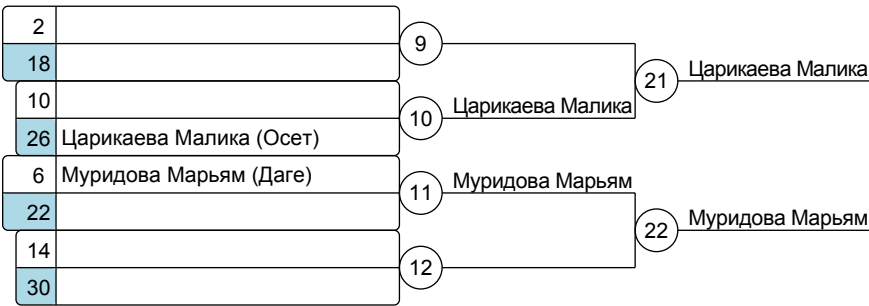 2
9
18
21 Царикаева Малика
10
10 Царикаева Малика
26 Царикаева Малика (Осет)
6 Муридова Марьям (Даге)
11 Муридова Марьям
22
22 Муридова Марьям
14
12
30